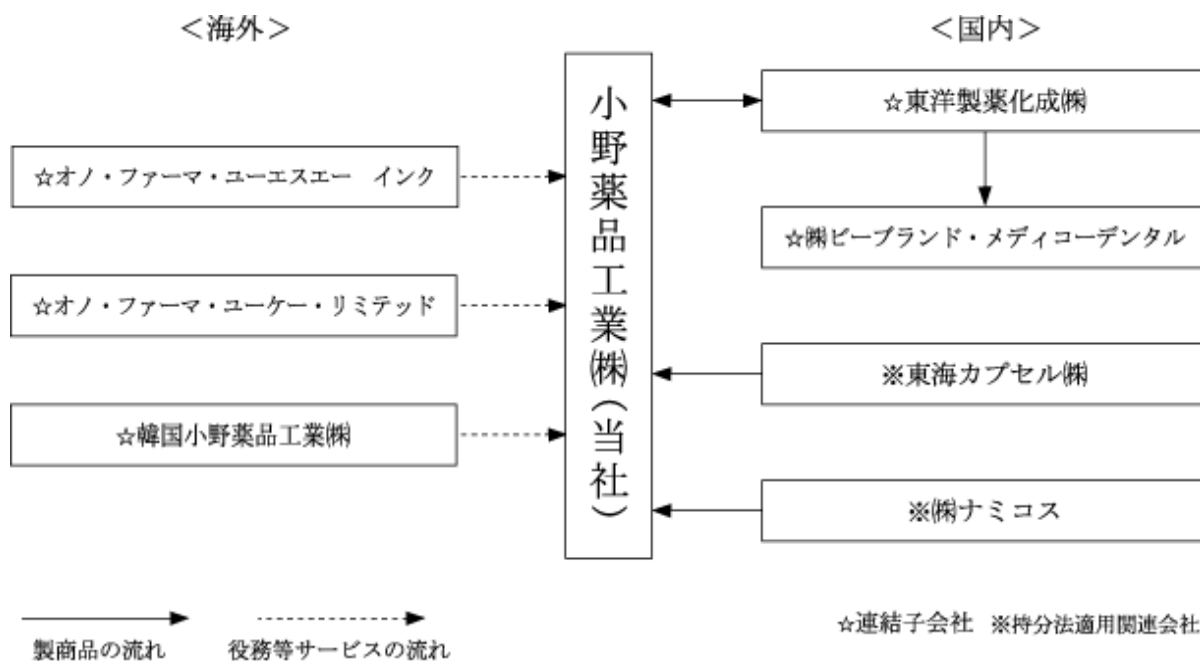 <海外>
<国内>
☆オノ・ファーマ・ユーエスエー　インク
☆オノ・ファーマ・ユーケー・リミテッド
☆韓国小野薬品工業㈱
小野薬品工業㈱(当社)
☆東洋製薬化成㈱
☆㈱ビーブランド・メディコーデンタル
※東海カプセル㈱
※㈱ナミコス
製商品の流れ
役務等サービスの流れ
☆連結子会社 ※持分法適用関連会社